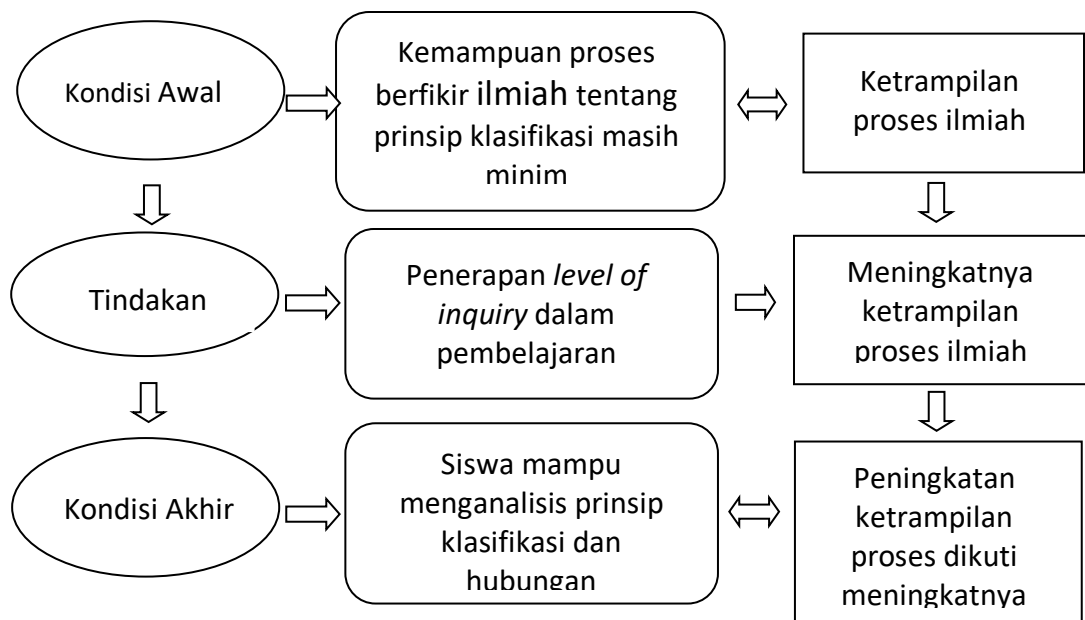 Kondisi Awal
Kemampuan proses
berfikir ilmiah tentang
prinsip klasifikasi masih
minim
Ketrampilan
proses ilmiah
Tindakan
Penerapan level of
inquiry dalam
pembelajaran
Meningkatnya
ketrampilan
proses ilmiah
Kondisi Akhir
Siswa mampu
menganalisis prinsip
klasifikasi dan
hubungan
Peningkatan
ketrampilan
proses dikuti
meningkatnya